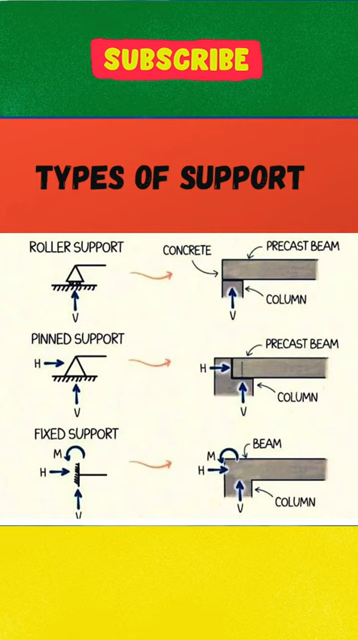 SUBSCRIBE
TYPES OF SUPPORT
ROLLER SUPPORT
CONCRETE
PRECAST BEAM
COLUMN
V
V
PINNED SUPPORT
PRECAST BEAM
H
H
COLUMN
V
V
FIXED SUPPORT
M
M
BEAM
H
H
COLUMN
V
V